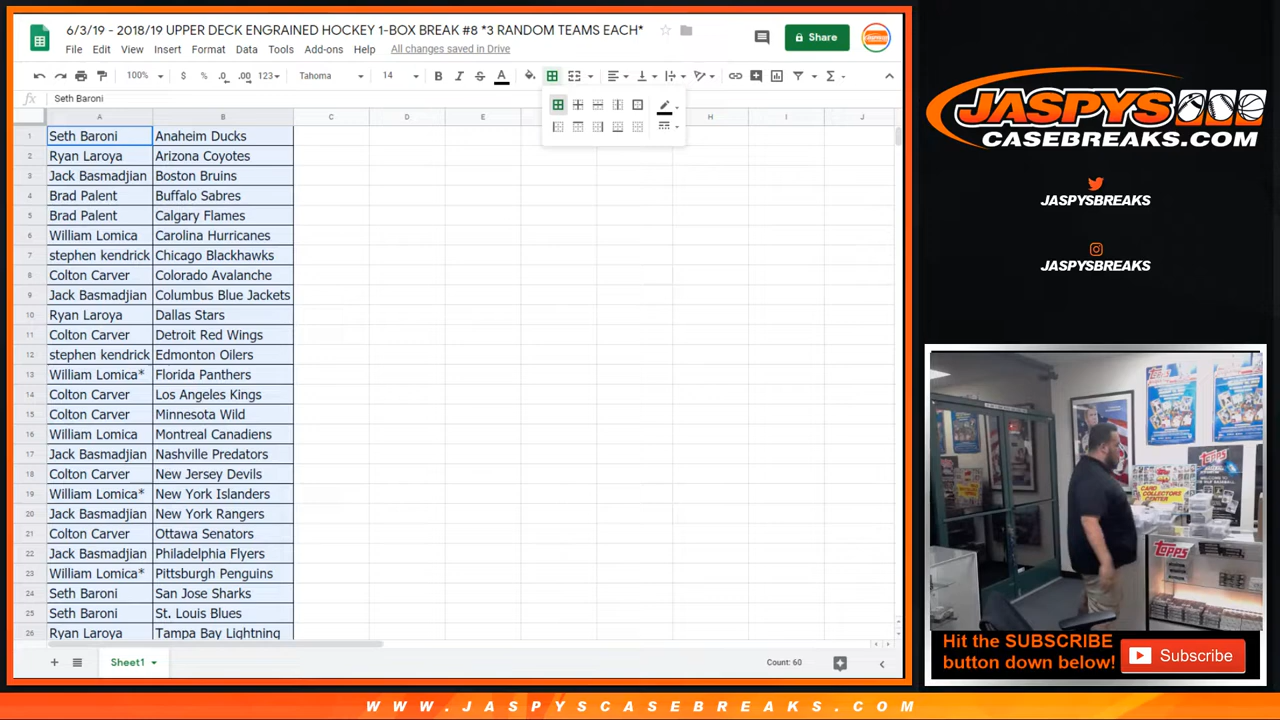 6/3/19 - 2018/19 UPPER DECK ENGRAINED HOCKEY 1-BOX BREAK #8 *3 RANDOM TEAMS EACH*
File Edit View Insert Format Data Tools Add-ons Help All changes saved in Drive
Share
100% $ % .0 .00 123 Tahoma 14 B I S A
fx Seth Baroni
A B C D E H I J
1 Seth Baroni Anaheim Ducks
2 Ryan Laroya Arizona Coyotes
3 Jack Basmadjian Boston Bruins
4 Brad Palent Buffalo Sabres
5 Brad Palent Calgary Flames
6 William Lomica Carolina Hurricanes
7 stephen kendrick Chicago Blackhawks
8 Colton Carver Colorado Avalanche
9 Jack Basmadjian Columbus Blue Jackets
10 Ryan Laroya Dallas Stars
11 Colton Carver Detroit Red Wings
12 stephen kendrick Edmonton Oilers
13 William Lomica* Florida Panthers
14 Colton Carver Los Angeles Kings
15 Colton Carver Minnesota Wild
16 William Lomica Montreal Canadiens
17 Jack Basmadjian Nashville Predators
18 Colton Carver New Jersey Devils
19 William Lomica* New York Islanders
20 Jack Basmadjian New York Rangers
21 Colton Carver Ottawa Senators
22 Jack Basmadjian Philadelphia Flyers
23 William Lomica* Pittsburgh Penguins
24 Seth Baroni San Jose Sharks
25 Seth Baroni St. Louis Blues
26 Ryan Laroya Tampa Bay Lightning
Sheet1
Count: 60
JASPYS
CASEBREAKS.COM
JASPYSBREAKS
JASPYSBREAKS
TOPPS
CARD COLLECTORS CENTER
TOPPS
Hit the SUBSCRIBE
button down below!
Subscribe
WWW.JASPYSCASEBREAKS.COM